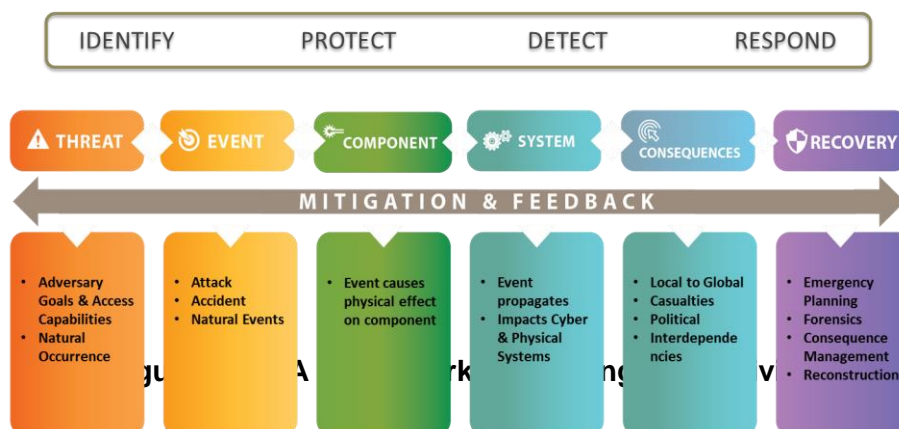 IDENTIFY PROTECT DETECT RESPOND
THREAT EVENT COMPONENT SYSTEM CONSEQUENCES RECOVERY
MITIGATION & FEEDBACK
• Adversary
Goals & Access
Capabilities
• Natural
Occurrence
• Attack
• Accident
• Natural Events
• Event causes
physical effect
on component
• Event
propagates
• Impacts Cyber
& Physical
Systems
• Local to Global
• Casualties
• Political
• Interdepende
ncies
• Emergency
Planning
• Forensics
• Consequence
Management
• Reconstruction